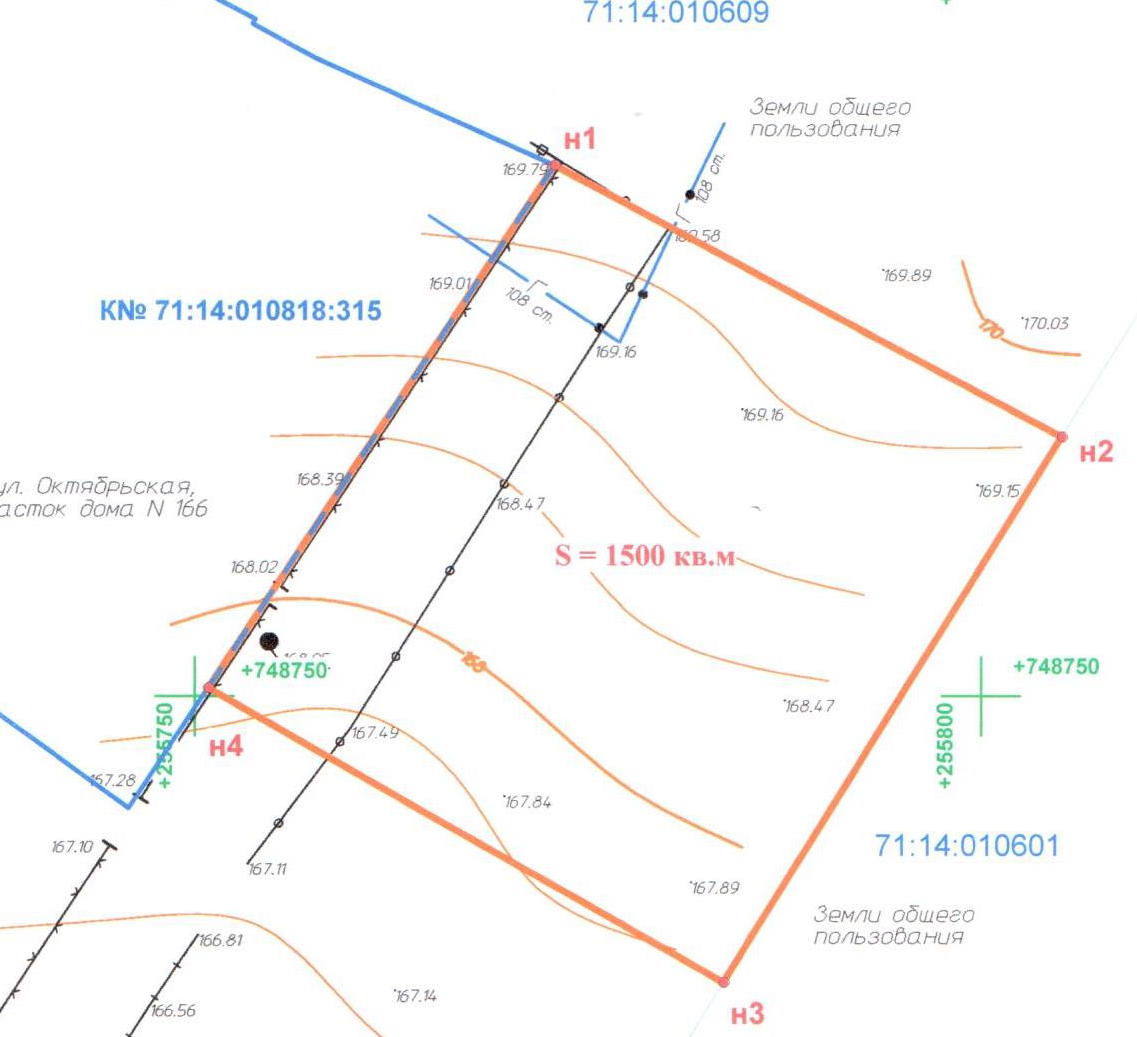 71:14:010609
Земли общего
пользования
н1
169.79
108 ст.
Г
169.58
169.89
169.01
Г
108 ст.
К№ 71:14:010818:315
170
170.03
169.16
169.16
н2
168.39
169.15
ул. Октябрьская,
асток дома N 166
168.47
S = 1500 кв.м
168.02
168
+748750
+748750
+255750
+255800
168.47
н4
167.49
167.28
167.84
167.10
71:14:010601
167.11
167.89
Земли общего
пользования
166.81
167.14
166.56
н3